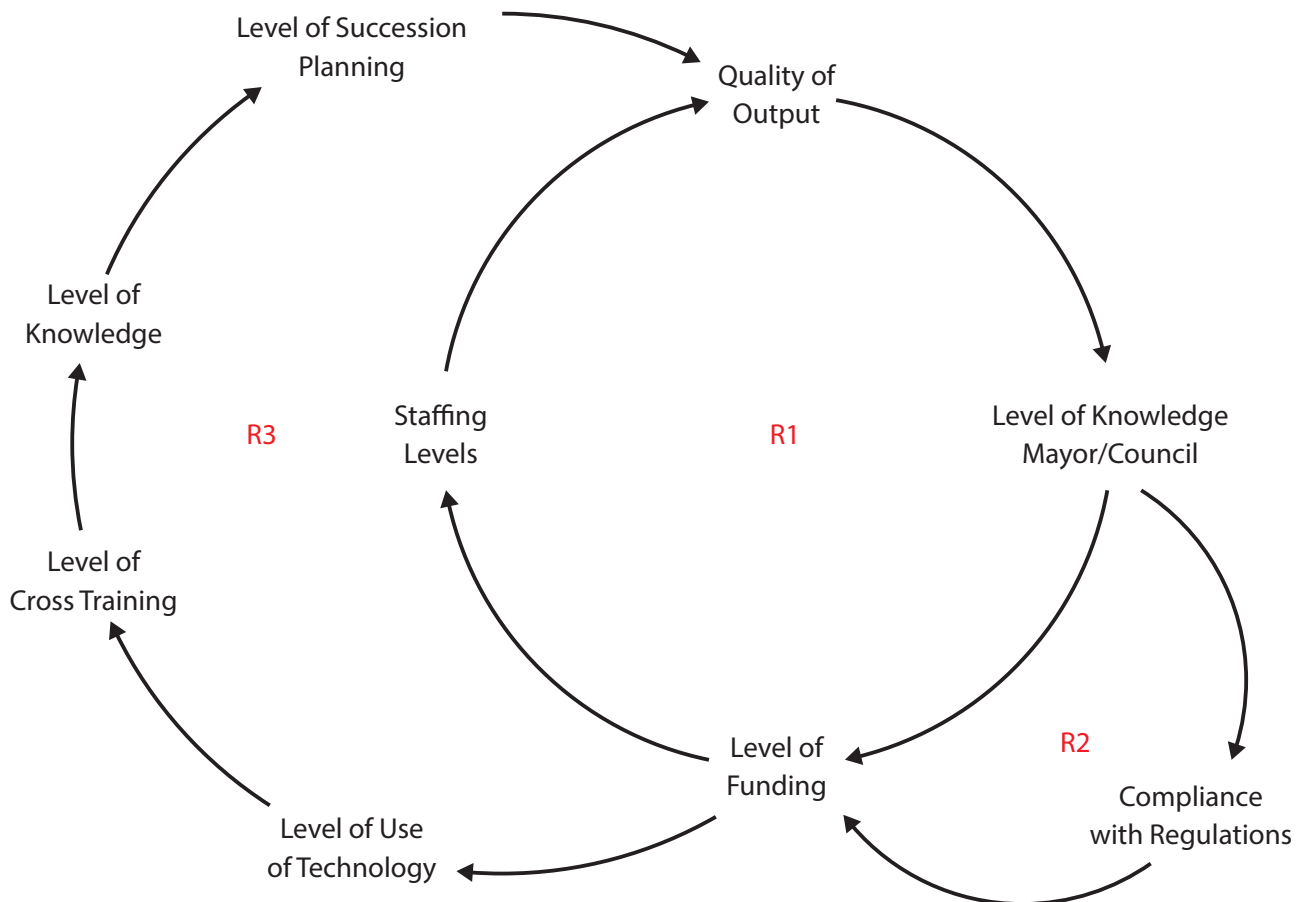 Level of Succession
Planning
Quality of
Output
Level of
Knowledge
Staffing
Levels
R3
R1
Level of Knowledge
Mayor/Council
Level of
Cross Training
Level of
Funding
R2
Compliance
with Regulations
Level of Use
of Technology